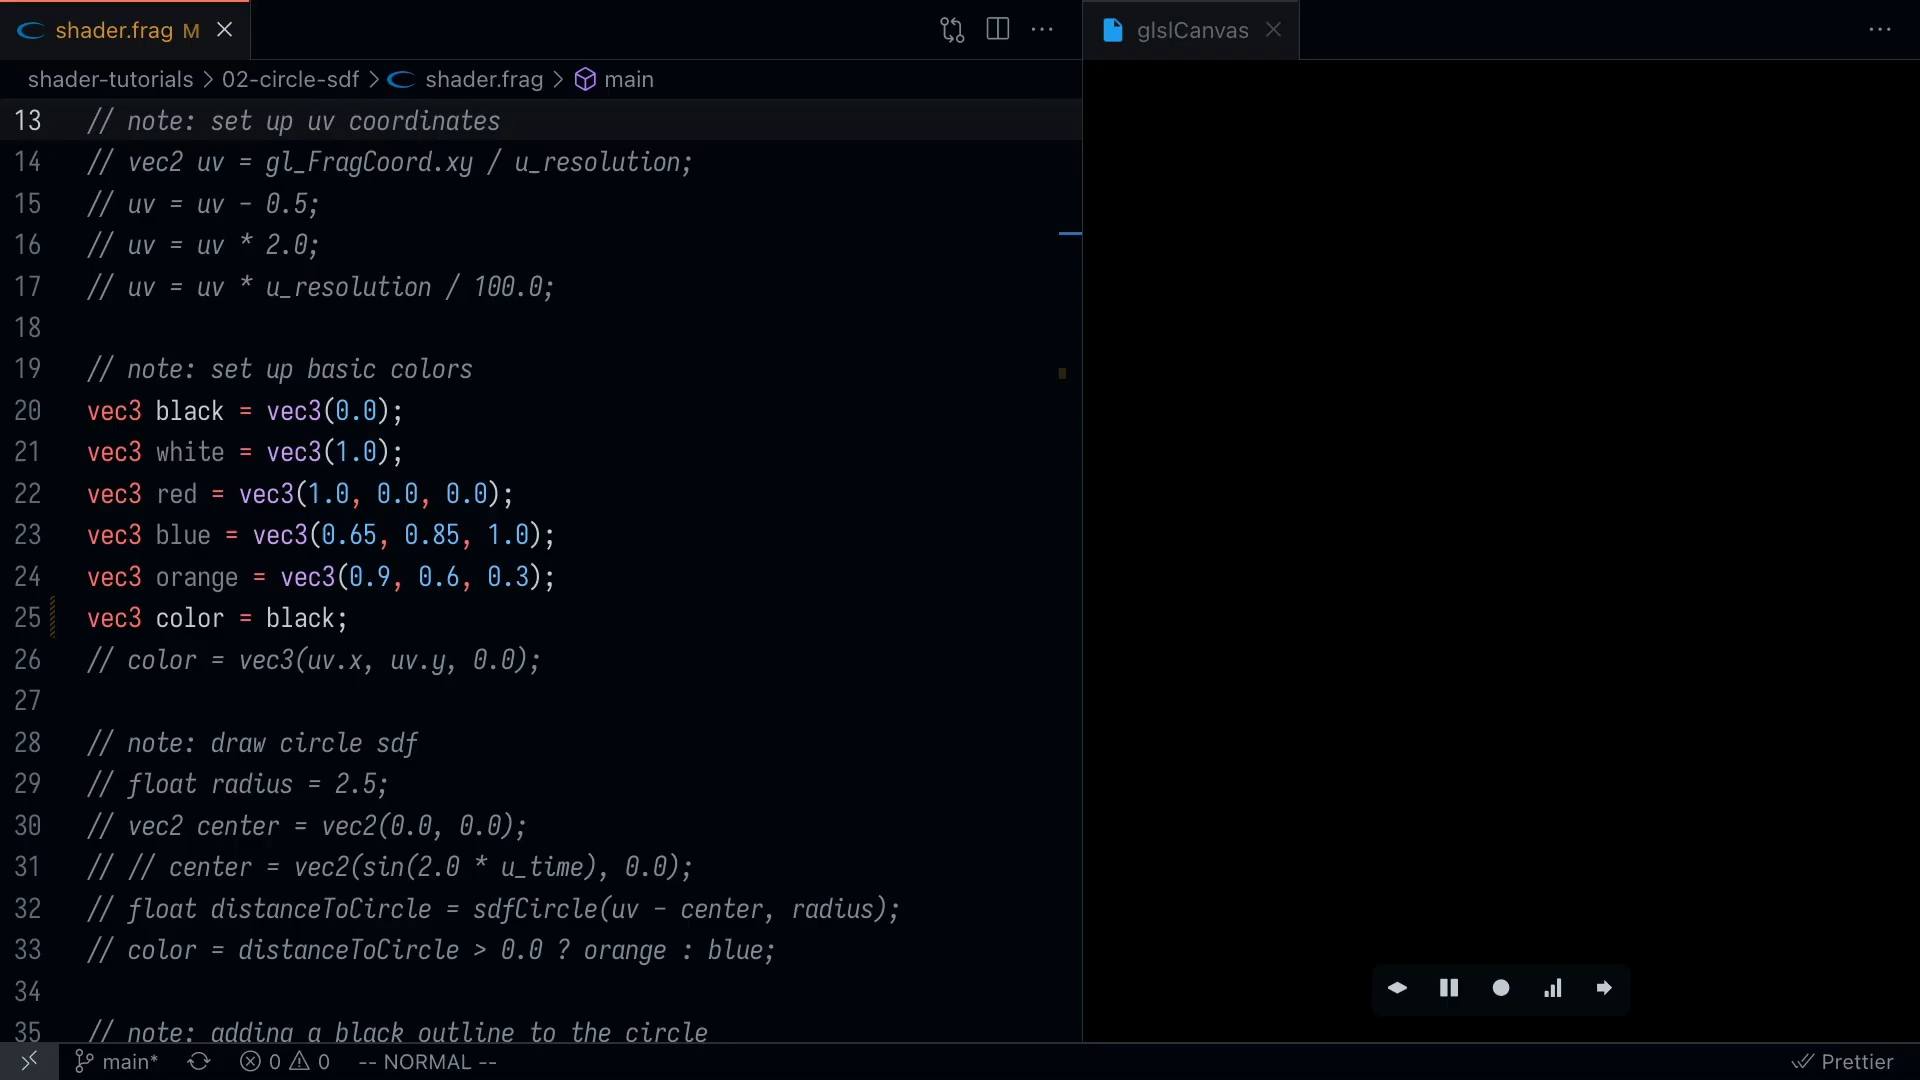 shader.frag M
glslCanvas
shader-tutorials > 02-circle-sdf > shader.frag > main
13 // note: set up uv coordinates
14 // vec2 uv = gl_FragCoord.xy / u_resolution;
15 // uv = uv - 0.5;
16 // uv = uv * 2.0;
17 // uv = uv * u_resolution / 100.0;
18
19 // note: set up basic colors
20 vec3 black = vec3(0.0);
21 vec3 white = vec3(1.0);
22 vec3 red = vec3(1.0, 0.0, 0.0);
23 vec3 blue = vec3(0.65, 0.85, 1.0);
24 vec3 orange = vec3(0.9, 0.6, 0.3);
25 vec3 color = black;
26 // color = vec3(uv.x, uv.y, 0.0);
27
28 // note: draw circle sdf
29 // float radius = 2.5;
30 // vec2 center = vec2(0.0, 0.0);
31 // // center = vec2(sin(2.0 * u_time), 0.0);
32 // float distanceToCircle = sdfCircle(uv - center, radius);
33 // color = distanceToCircle > 0.0 ? orange : blue;
34
35 // note: adding a black outline to the circle
main* 0 0 -- NORMAL -- Prettier